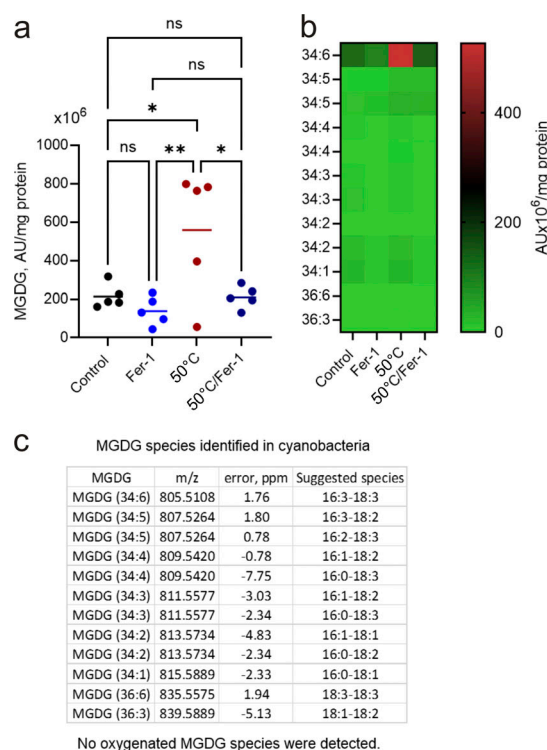 a
ns
ns
*
ns
**
*
x10⁶
1000
800
600
400
200
0
MGDG, AU/mg protein
Control
Fer-1
50°C
50°C/Fer-1
b
34:6
34:5
34:5
34:4
34:4
34:3
34:3
34:2
34:2
34:1
36:6
36:3
Control
Fer-1
50°C
50°C/Fer-1
400
200
0
AUx10⁶/mg protein
c
MGDG species identified in cyanobacteria
MGDG m/z error, ppm Suggested species
MGDG (34:6) 805.5108 1.76 16:3-18:3
MGDG (34:5) 807.5264 1.80 16:3-18:2
MGDG (34:5) 807.5264 0.78 16:2-18:3
MGDG (34:4) 809.5420 -0.78 16:1-18:2
MGDG (34:4) 809.5420 -7.75 16:0-18:3
MGDG (34:3) 811.5577 -3.03 16:1-18:2
MGDG (34:3) 811.5577 -2.34 16:0-18:3
MGDG (34:2) 813.5734 -4.83 16:1-18:1
MGDG (34:2) 813.5734 -2.34 16:0-18:2
MGDG (34:1) 815.5889 -2.33 16:0-18:1
MGDG (36:6) 835.5575 1.94 18:3-18:3
MGDG (36:3) 839.5889 -5.13 18:1-18:2
No oxygenated MGDG species were detected.